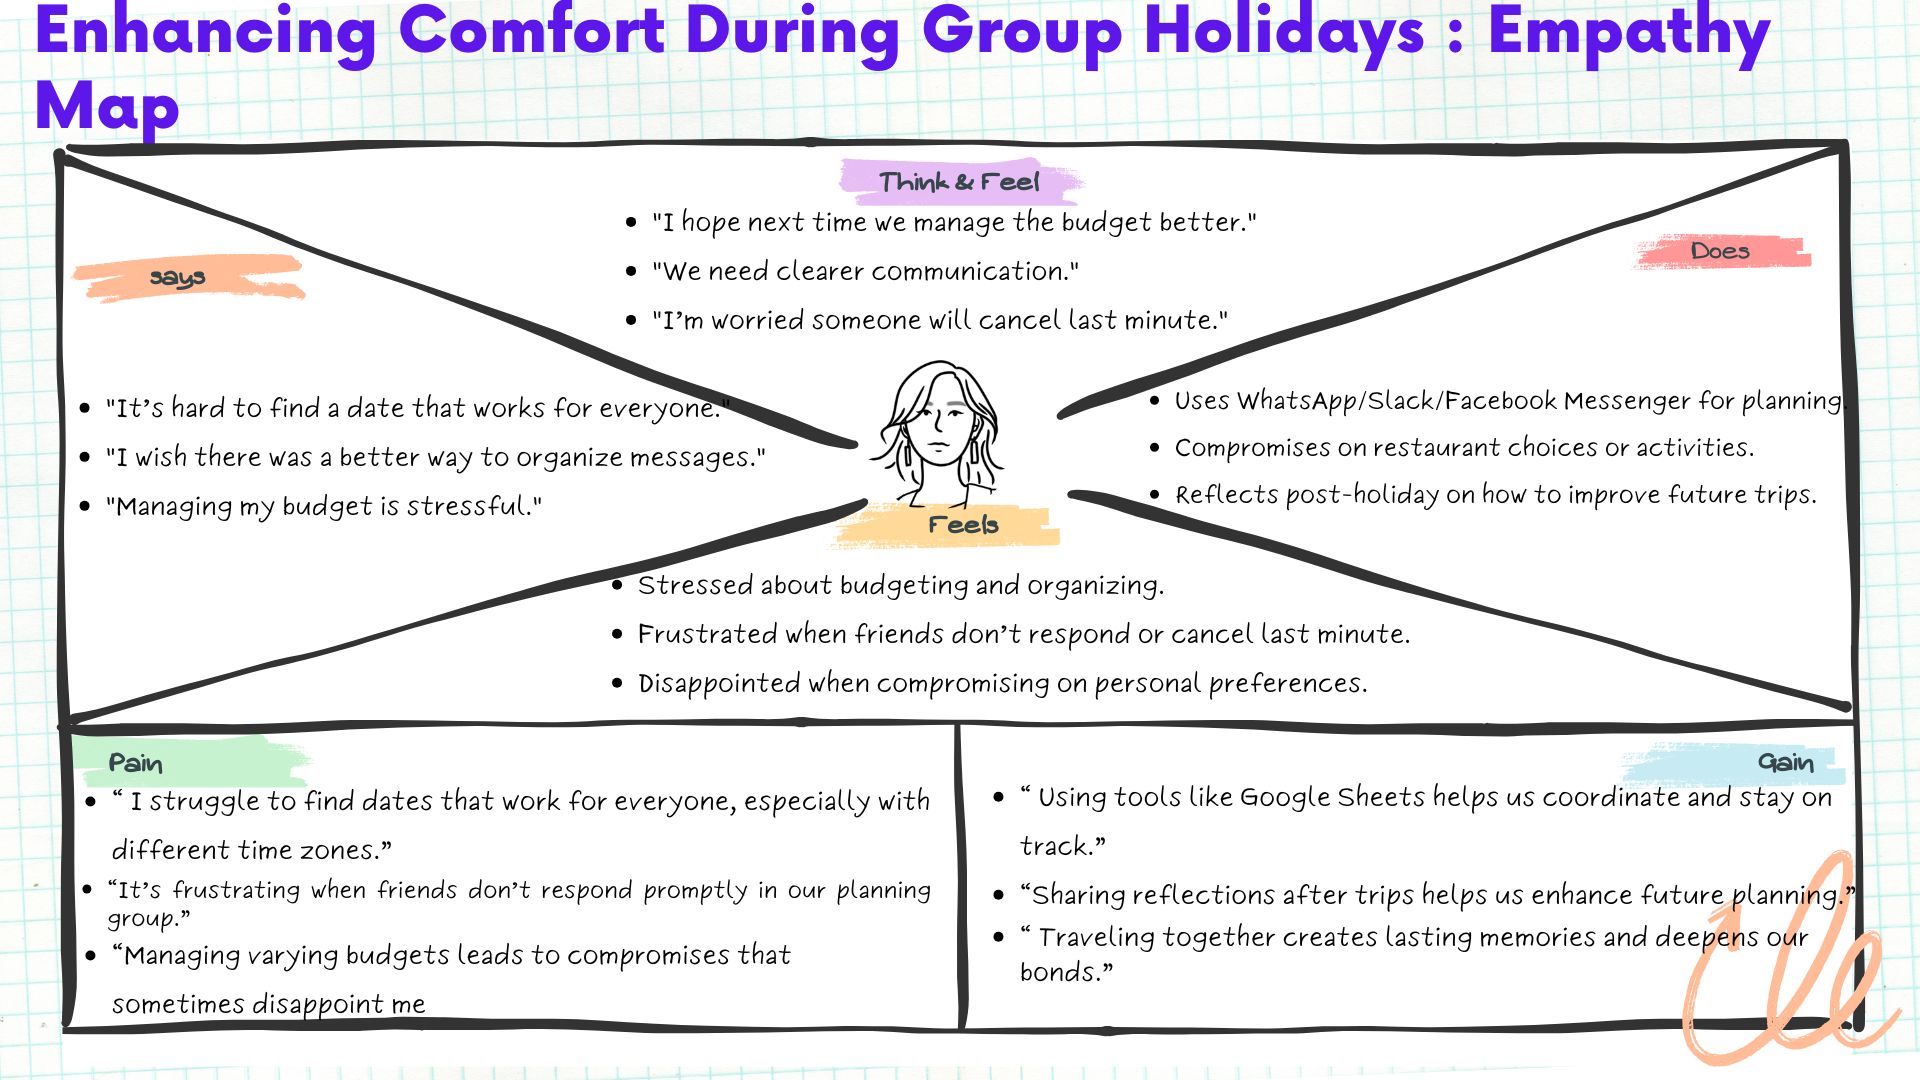 Enhancing Comfort During Group Holidays : Empathy
Map
Think & Feel
• "I hope next time we manage the budget better."
• "We need clearer communication."
• "I’m worried someone will cancel last minute."
says
• "It’s hard to find a date that works for everyone."
• "I wish there was a better way to organize messages."
• "Managing my budget is stressful."
Does
• Uses WhatsApp/Slack/Facebook Messenger for planning.
• Compromises on restaurant choices or activities.
• Reflects post-holiday on how to improve future trips.
Feels
• Stressed about budgeting and organizing.
• Frustrated when friends don’t respond or cancel last minute.
• Disappointed when compromising on personal preferences.
Pain
• “ I struggle to find dates that work for everyone, especially with
different time zones.”
• “It’s frustrating when friends don’t respond promptly in our planning
group.”
• “Managing varying budgets leads to compromises that
sometimes disappoint me
Gain
• “ Using tools like Google Sheets helps us coordinate and stay on
track.”
• “Sharing reflections after trips helps us enhance future planning.”
• “ Traveling together creates lasting memories and deepens our
bonds.”